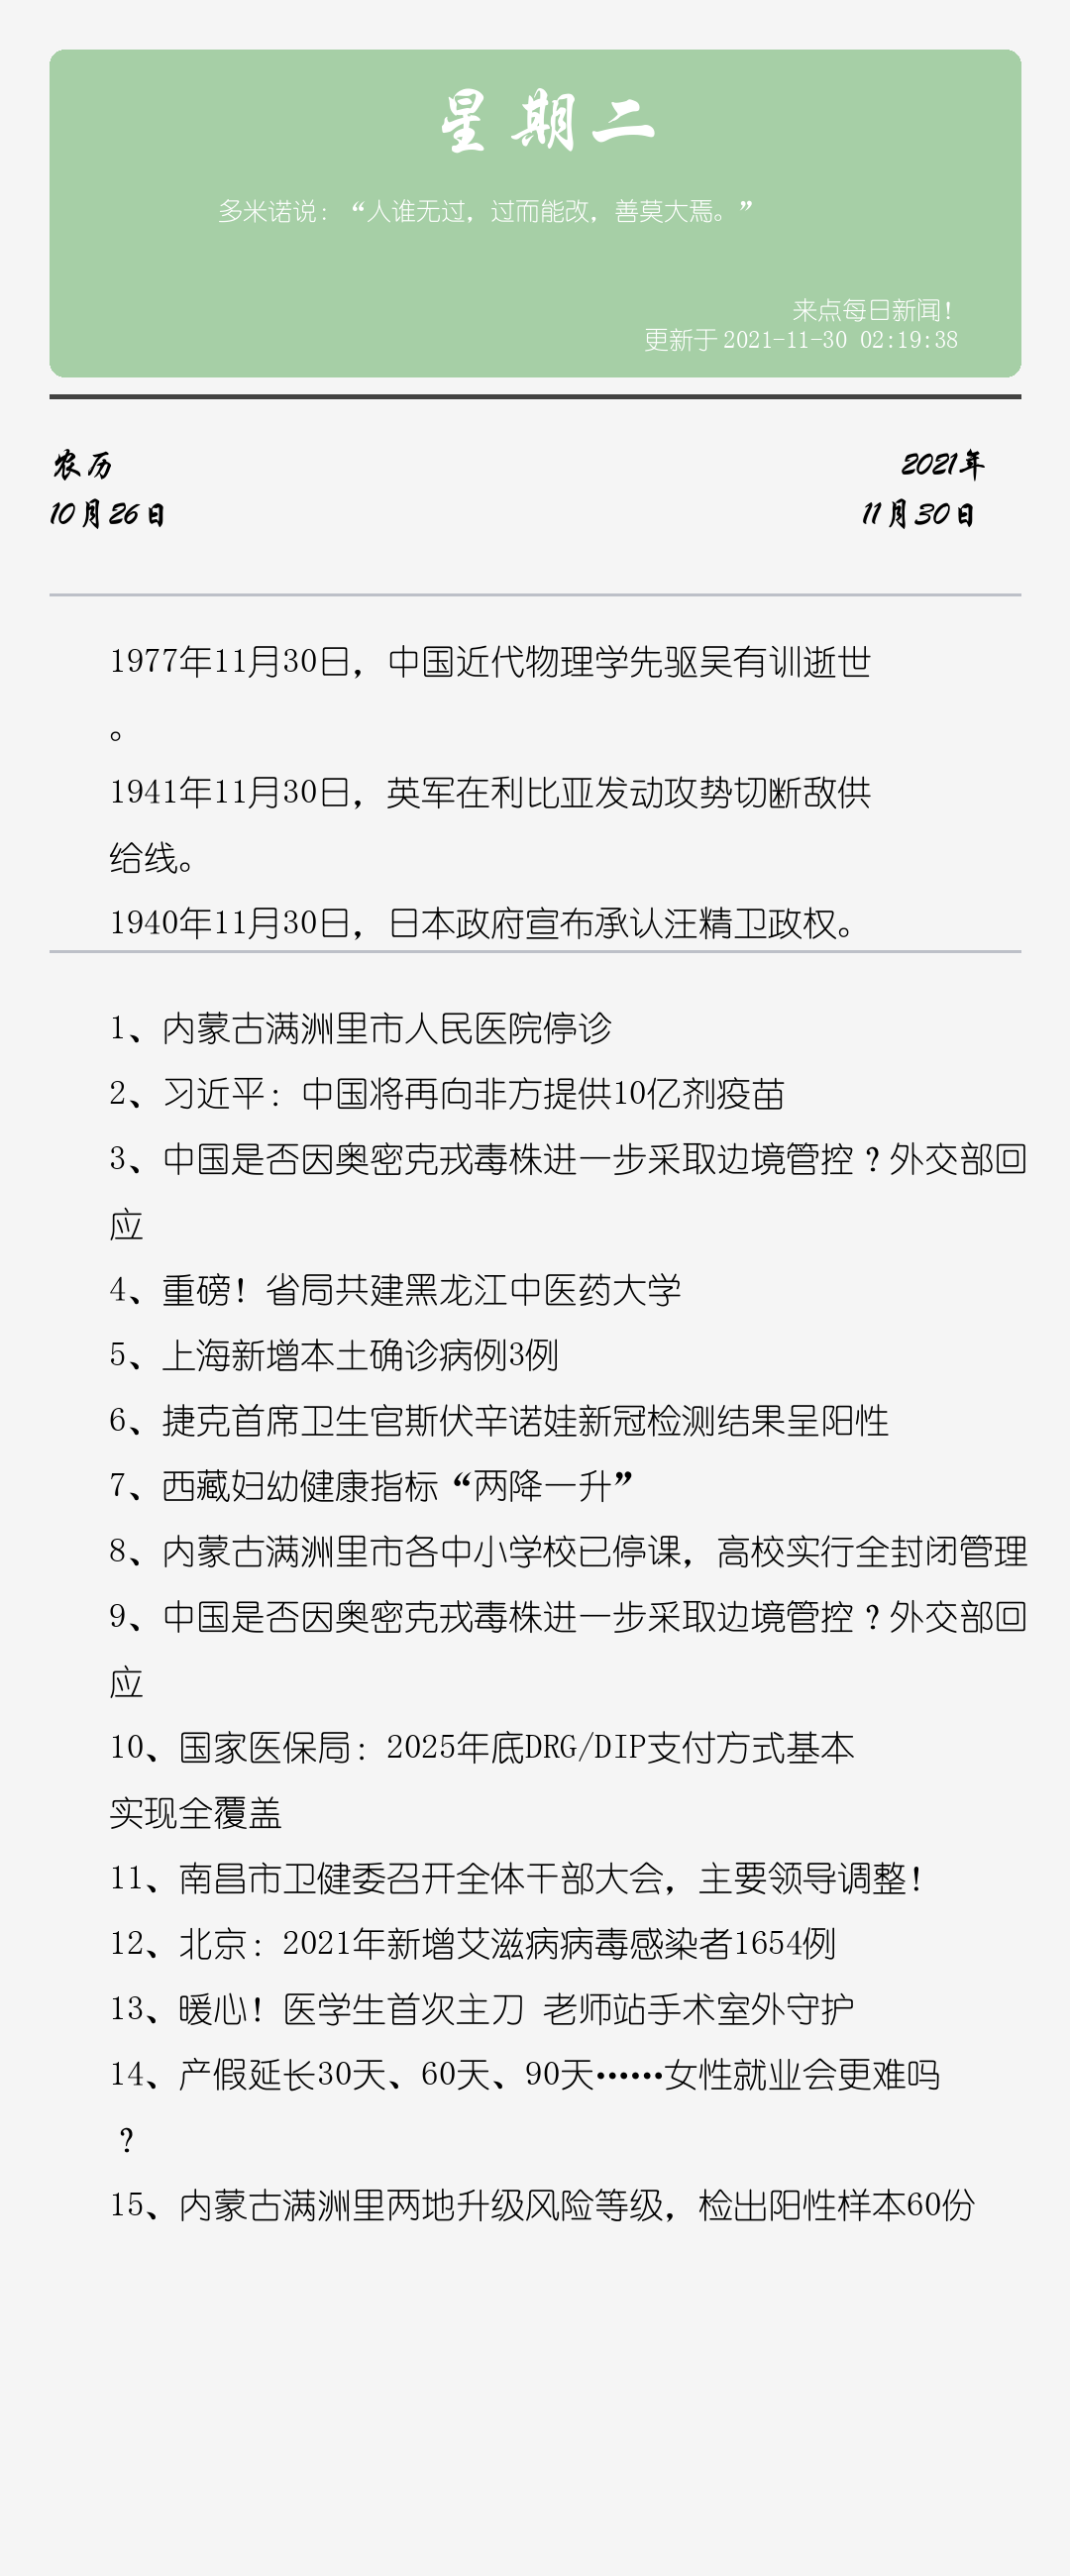 星期二
多米诺说：“人谁无过，过而能改，善莫大焉。”
来点每日新闻！
更新于 2021-11-30 02:19:38
农历
2021年
10月26日
11月30日
1977年11月30日，中国近代物理学先驱吴有训逝世
。
1941年11月30日，英军在利比亚发动攻势切断敌供
给线。
1940年11月30日，日本政府宣布承认汪精卫政权。
1、内蒙古满洲里市人民医院停诊
2、习近平：中国将再向非方提供10亿剂疫苗
3、中国是否因奥密克戎毒株进一步采取边境管控？外交部回
应
4、重磅！省局共建黑龙江中医药大学
5、上海新增本土确诊病例3例
6、捷克首席卫生官斯伏辛诺娃新冠检测结果呈阳性
7、西藏妇幼健康指标“两降一升”
8、内蒙古满洲里市各中小学校已停课，高校实行全封闭管理
9、中国是否因奥密克戎毒株进一步采取边境管控？外交部回
应
10、国家医保局：2025年底DRG/DIP支付方式基本
实现全覆盖
11、南昌市卫健委召开全体干部大会，主要领导调整！
12、北京：2021年新增艾滋病病毒感染者1654例
13、暖心！医学生首次主刀 老师站手术室外守护
14、产假延长30天、60天、90天……女性就业会更难吗
？
15、内蒙古满洲里两地升级风险等级，检出阳性样本60份